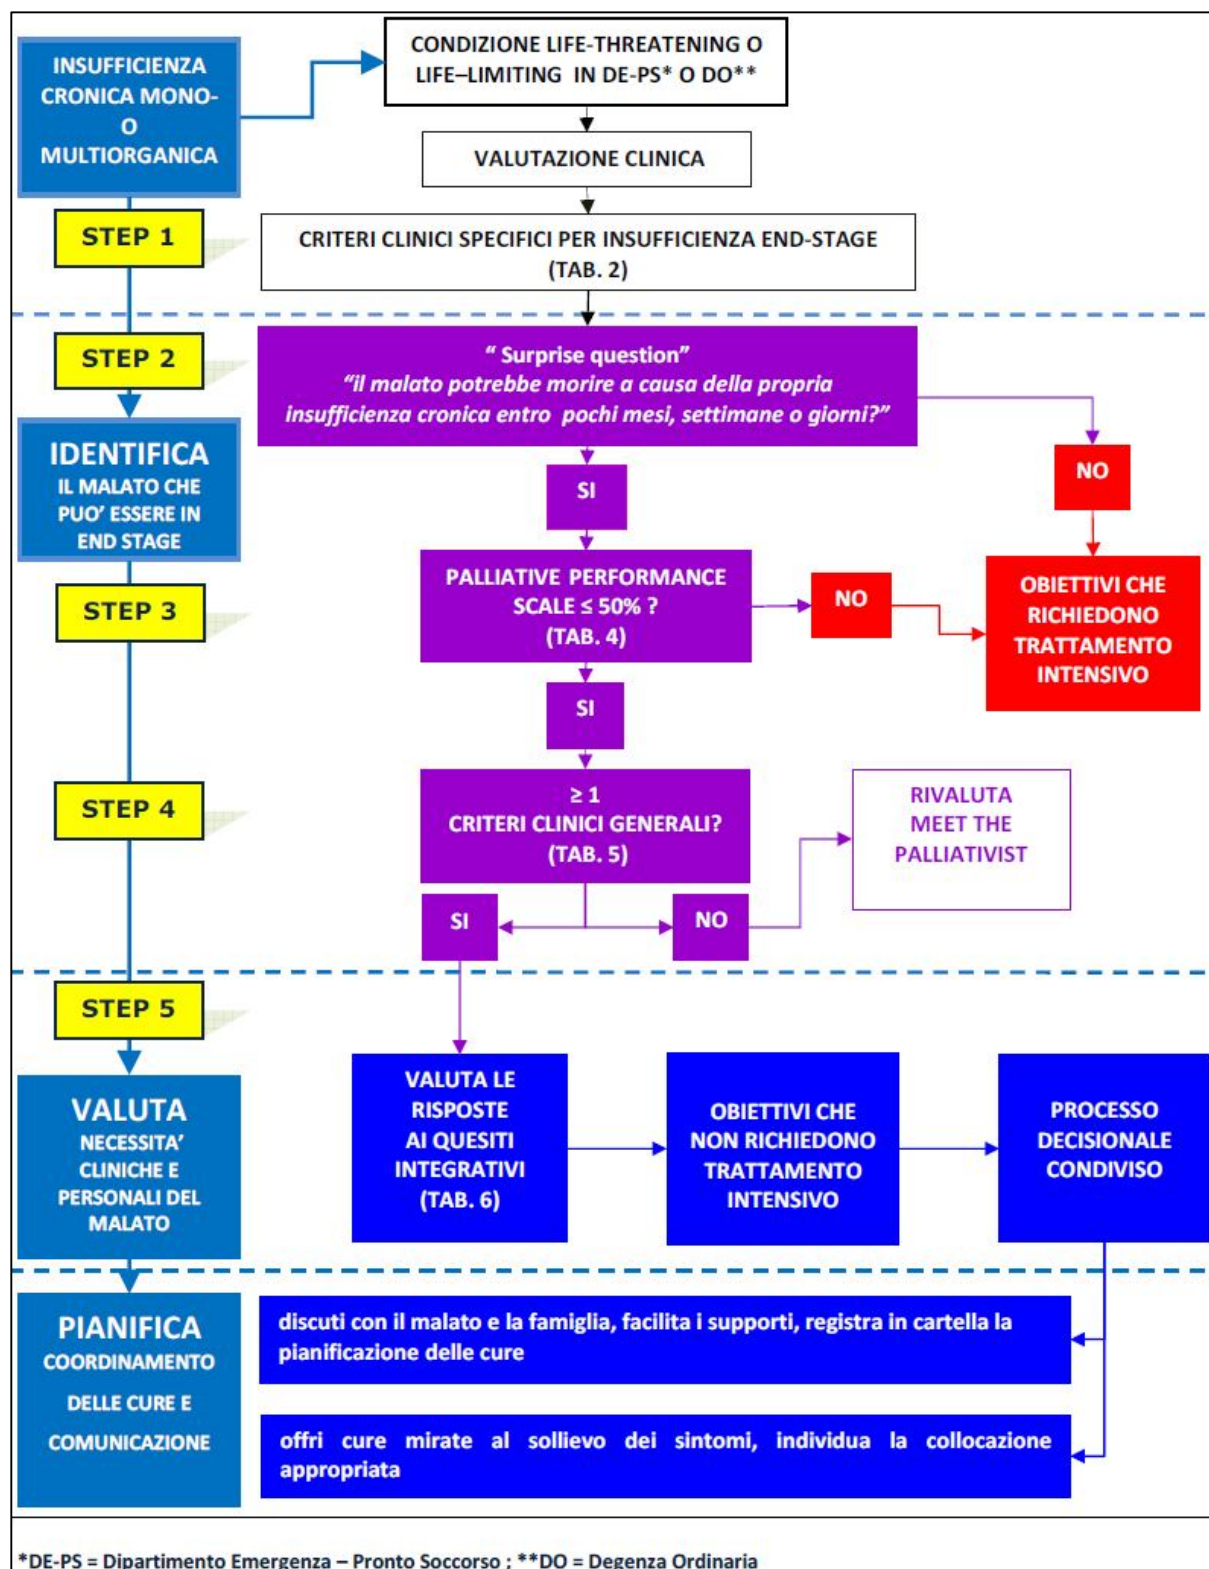 INSUFFICIENZA
CRONICA MONO-
O
MULTIORGANICA
CONDIZIONE LIFE-THREATENING O
LIFE–LIMITING IN DE-PS* O DO**
VALUTAZIONE CLINICA
STEP 1
CRITERI CLINICI SPECIFICI PER INSUFFICIENZA END-STAGE
(TAB. 2)
STEP 2
“ Surprise question”
“il malato potrebbe morire a causa della propria
insufficienza cronica entro pochi mesi, settimane o giorni?”
IDENTIFICA
IL MALATO CHE
PUO’ ESSERE IN
END STAGE
SI
NO
STEP 3
PALLIATIVE PERFORMANCE
SCALE ≤ 50% ?
(TAB. 4)
NO
OBIETTIVI CHE
RICHIEDONO
TRATTAMENTO
INTENSIVO
SI
STEP 4
≥ 1
CRITERI CLINICI GENERALI?
(TAB. 5)
RIVALUTA
MEET THE
PALLIATIVIST
SI
NO
STEP 5
VALUTA
NECESSITA’
CLINICHE E
PERSONALI DEL
MALATO
VALUTA LE
RISPOSTE
AI QUESITI
INTEGRATIVI
(TAB. 6)
OBIETTIVI CHE
NON RICHIEDONO
TRATTAMENTO
INTENSIVO
PROCESSO
DECISIONALE
CONDIVISO
PIANIFICA
COORDINAMENTO
DELLE CURE E
COMUNICAZIONE
discuti con il malato e la famiglia, facilita i supporti, registra in cartella la
pianificazione delle cure
offri cure mirate al sollievo dei sintomi, individua la collocazione
appropriata
*DE-PS = Dipartimento Emergenza – Pronto Soccorso ; **DO = Degenza Ordinaria